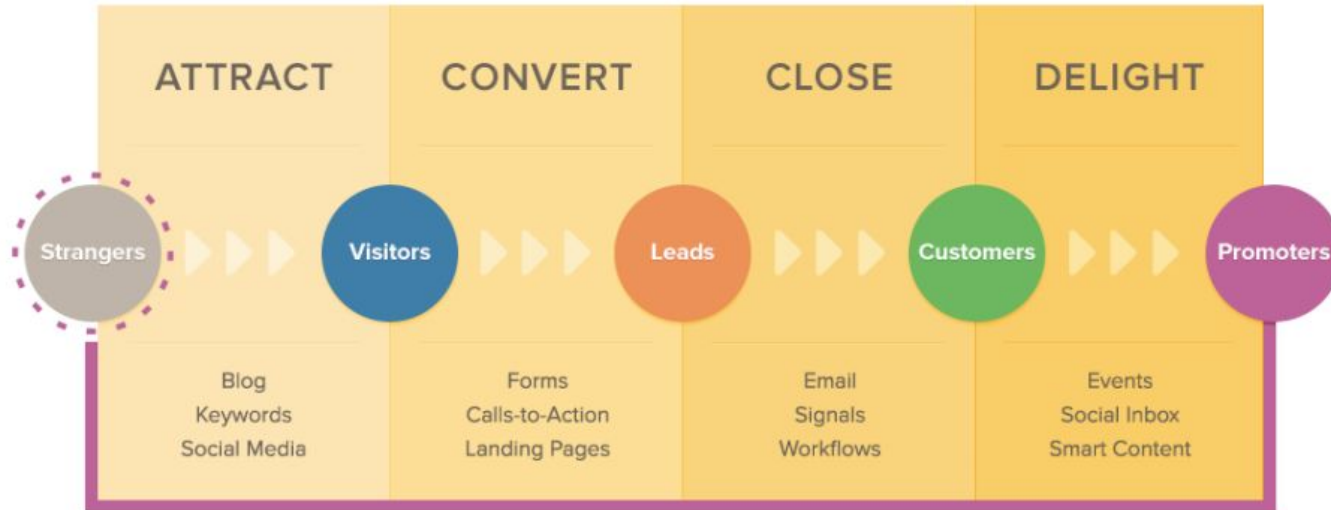 ATTRACT
CONVERT
CLOSE
DELIGHT
Strangers
Visitors
Leads
Customers
Promoters
Blog
Keywords
Social Media
Forms
Calls-to-Action
Landing Pages
Email
Signals
Workflows
Events
Social Inbox
Smart Content